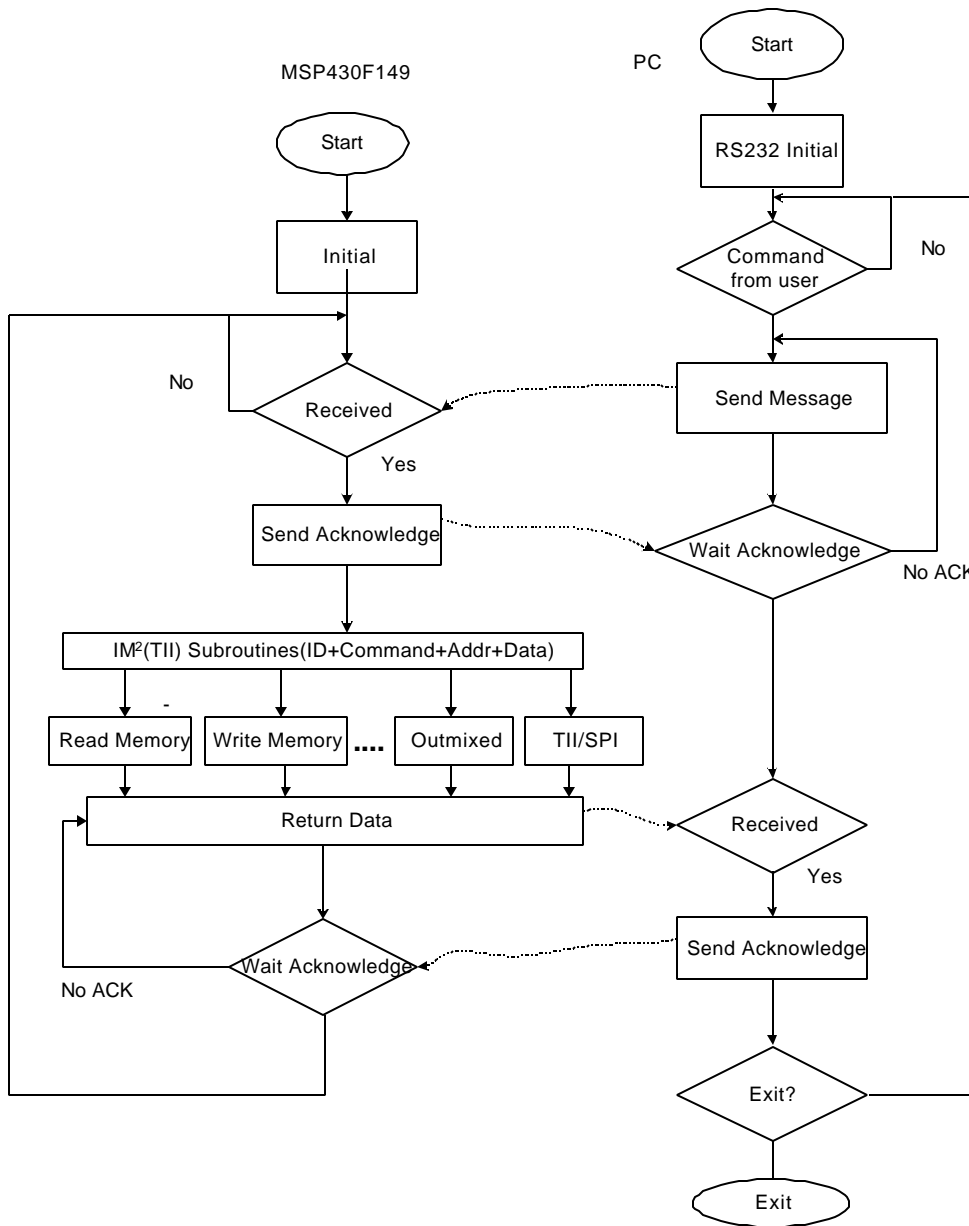 Start
PC
MSP430F149
Start
RS232 Initial
Initial
Command
from user
No
No
Received
Send Message
Yes
Send Acknowledge
Wait Acknowledge
No ACK
IM²(TII) Subroutines(ID+Command+Addr+Data)
-
Read Memory
Write Memory
....
Outmixed
TII/SPI
Return Data
Received
Yes
Send Acknowledge
Wait Acknowledge
No ACK
Exit?
Exit